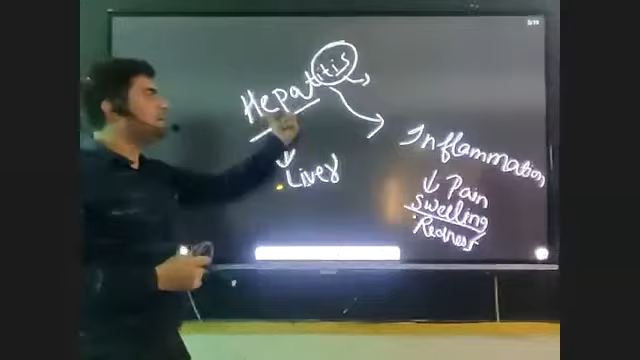 Hepatitis
Liver
Inflammation
Pain
Swelling
Redness